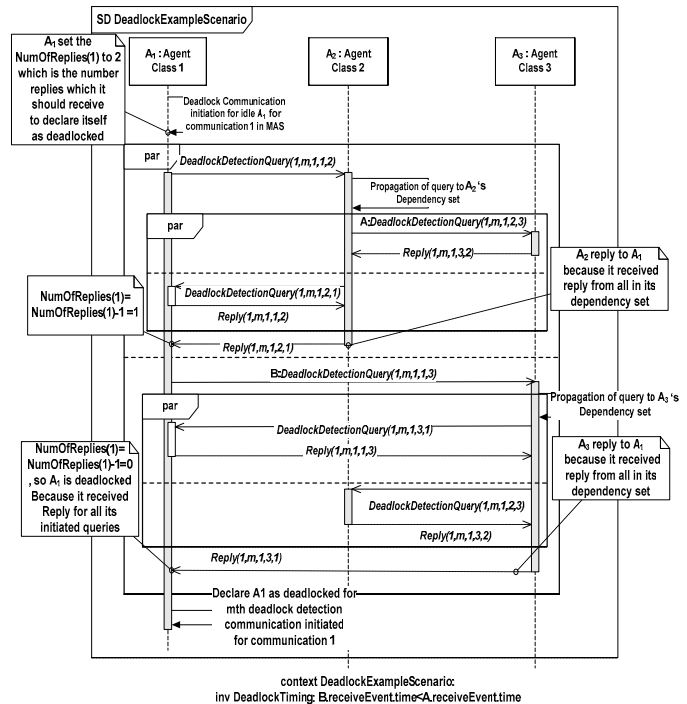 SD DeadlockExampleScenario
A1 set the
NumOfReplies(1) to 2
which is the number
replies which it
should receive
to declare itself
as deadlocked
A1 : Agent
Class 1
A2 : Agent
Class 2
A3 : Agent
Class 3
Deadlock Communication
initiation for idle A1 for
communication 1 in MAS
par
DeadlockDetectionQuery(1,m,1,1,2)
Propagation of query to A2 's
Dependency set
par
A:DeadlockDetectionQuery(1,m,1,2,3)
Reply(1,m,1,3,2)
A2 reply to A1
because it received
reply from all in its
dependency set
DeadlockDetectionQuery(1,m,1,2,1)
NumOfReplies(1)=
NumOfReplies(1)-1=1
Reply(1,m,1,1,2)
Reply(1,m,1,2,1)
B:DeadlockDetectionQuery(1,m,1,1,3)
Propagation of query to A3 's
Dependency set
par
DeadlockDetectionQuery(1,m,1,3,1)
Reply(1,m,1,1,3)
NumOfReplies(1)=
NumOfReplies(1)-1=0
, so A1 is deadlocked
Because it received
Reply for all its
initiated queries
A3 reply to A1
because it received
reply from all in its
dependency set
DeadlockDetectionQuery(1,m,1,2,3)
Reply(1,m,1,3,2)
Reply(1,m,1,3,1)
Declare A1 as deadlocked for
mth deadlock detection
communication initiated
for communication 1
context DeadlockExampleScenario:
inv DeadlockTiming: B.receiveEvent.time<A.receiveEvent.time